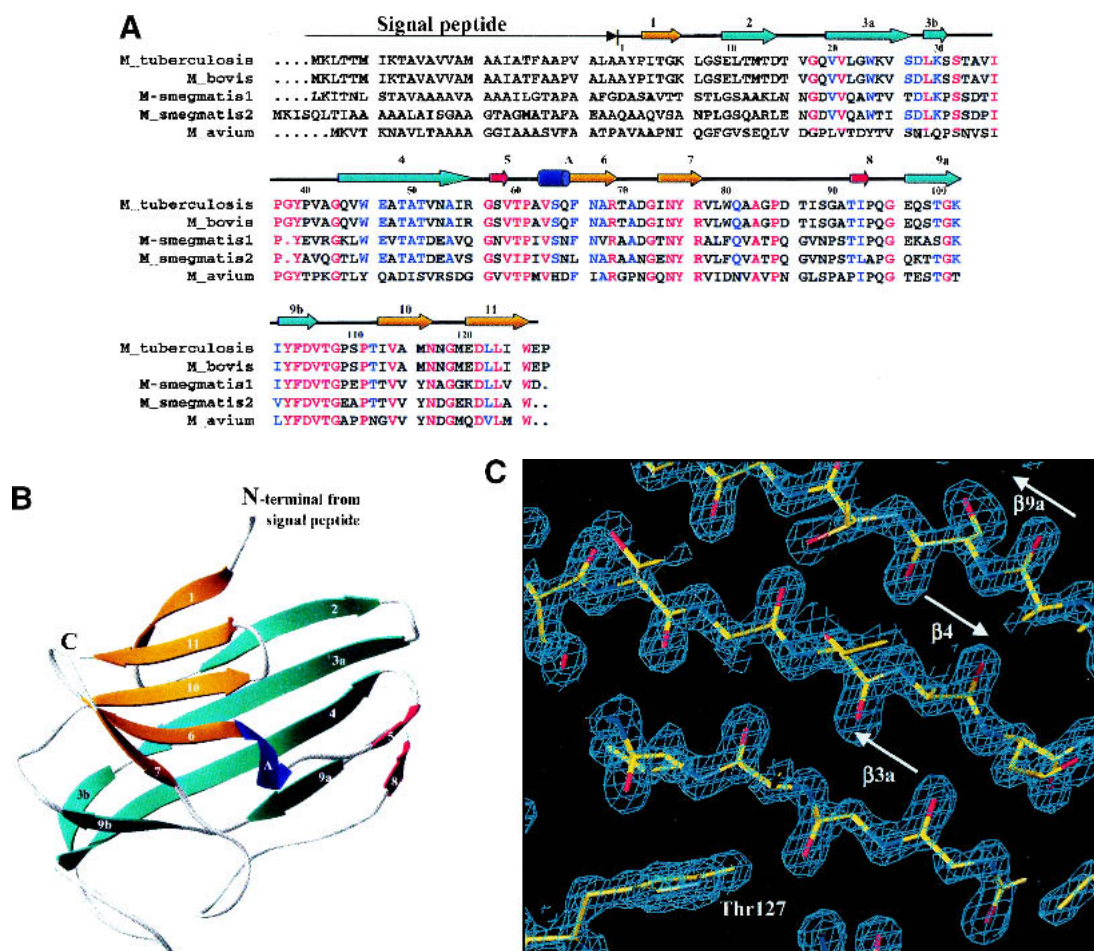 A
Signal peptide 1 2 3a 3b
1 10 20 30
M_tuberculosis ....MKLTTM IKTAVAVVAM AAIATFAAPV ALAAYPITGK LGSELTMTDT VGQVVLGWKV SDLKSSTAVI
M_bovis ....MKLTTM IKTAVAVVAM AAIATFAAPV ALAAYPITGK LGSELTMTDT VGQVVLGWKV SDLKSSTAVI
M-smegmatis1 ....LKITNL STAVAAAVA AAAILGTAPA AFGDASAVTT STLGSAAKLN NGDVVQAWTV TDLKPSSDTI
M_smegmatis2 MKISQLTIAA AAALAISGAA GTAGMATAFA AEAQAAQVSA NPLGSQARLE NGDVVQAWTI SDLKPSSDPI
M_avium .....MKVT KNAVLTAAAA GGIAASVFAA ATPAVAAPNI QGFGVSEQLV DGPLVTDYTV SNLQPSNVSI
4 5 A 6 7 8 9a
40 50 60 70 80 90 100
M_tuberculosis PGYPVAGQVW EATATVNAIR GSVTPAVSQF NARTADGINY RVLWQAAGPD TISGATIPQG EQSTGK
M_bovis PGYPVAGQVW EATATVNAIR GSVTPAVSQF NARTADGINY RVLWQAAGPD TISGATIPQG EQSTGK
M-smegmatis1 P.YEVRGKLW EVTATDEAVQ GNVTPIVSNF NVRAADGTNY RALFQVATPQ GVNPSTIPQG EKASGK
M_smegmatis2 P.YAVQGTLW EATATDEAVS GSVTPIVSNL NARAANGENY RVLFQVATPQ GVNPSTLAPG QKTTGK
M_avium PGYTPKGTLY QADISVRSDG GVVTPMVHDF IARGPNGQNY RVIDNVAVPN GLSPAPIPQG TESTGT
9b 10 11
110 120
M_tuberculosis IYFDVTGPSPTIVA MNNGMEDLLI WEP
M_bovis IYFDVTGPSPTIVA MNNGMEDLLI WEP
M-smegmatis1 IYFDVTGPEPTTVV YNAGGKDLLV WD.
M_smegmatis2 VYFDVTGEAPTTVV YNDGERDLLA W..
M_avium LYFDVTGAPPNGVV YNDGMQDVLM W..
B
N-terminal from
signal peptide
1
2
C
11
3a
10
4
6
5
A
7
9a
8
3b
9b
C
β9a
β4
β3a
Thr127